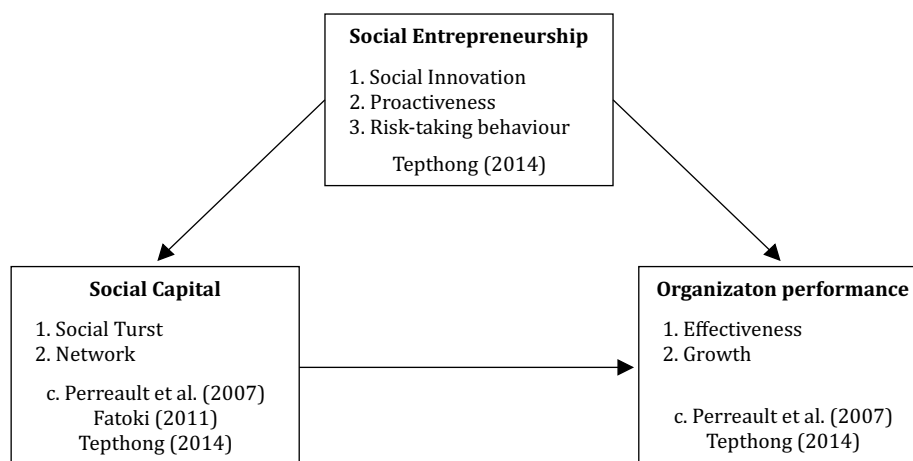 Social Entrepreneurship
1. Social Innovation
2. Proactiveness
3. Risk-taking behaviour
Tepthong (2014)
Social Capital
1. Social Turst
2. Network
c. Perreault et al. (2007)
Fatoki (2011)
Tepthong (2014)
Organizaton performance
1. Effectiveness
2. Growth
c. Perreault et al. (2007)
Tepthong (2014)